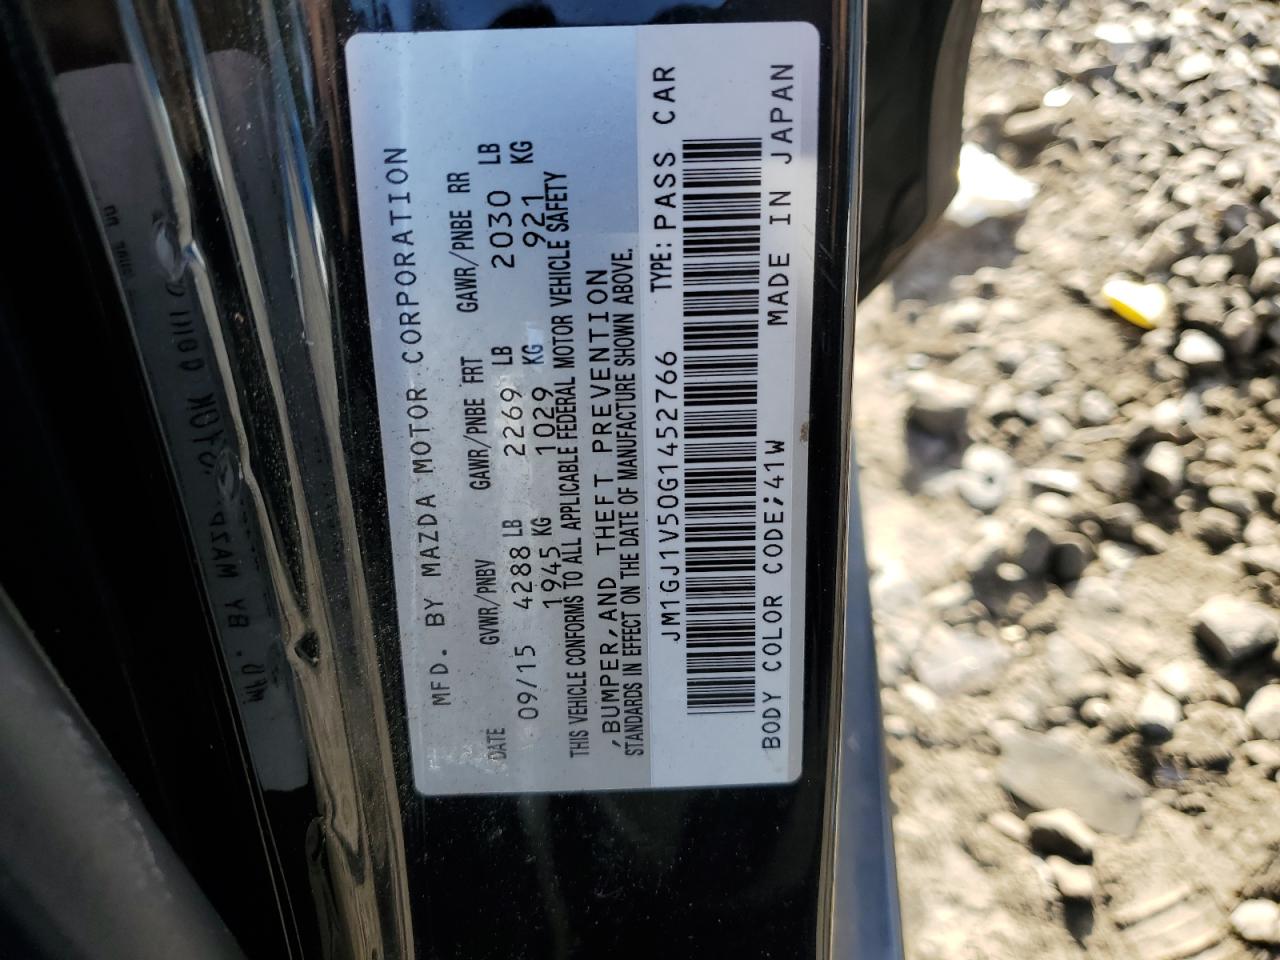 MFD. BY MAZDA MOTOR CORPORATION
DATE GVWR/PNBV GAWR/PNBE FRT GAWR/PNBE RR
09/15 4288 LB 2269 LB 2030 LB
1945 KG 1029 KG 921 KG
THIS VEHICLE CONFORMS TO ALL APPLICABLE FEDERAL MOTOR VEHICLE SAFETY
,BUMPER,AND THEFT PREVENTION
STANDARDS IN EFFECT ON THE DATE OF MANUFACTURE SHOWN ABOVE.
JM1GJ1V50G1452766 TYPE: PASS CAR
BODY COLOR CODE;41W MADE IN JAPAN